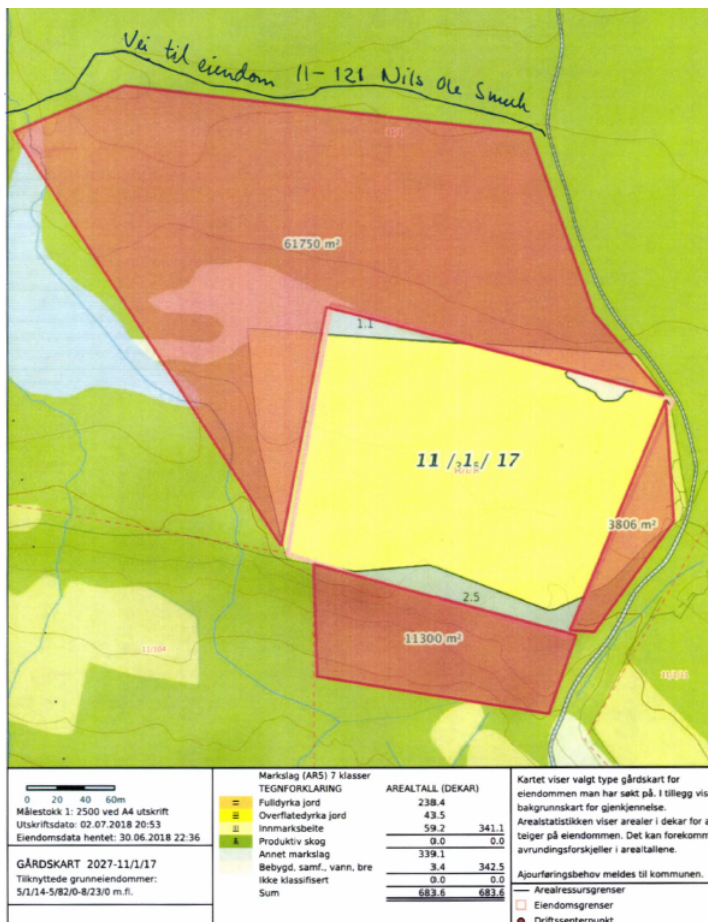 Vei til eiendom 11-121 Nils Ole
61750 m²
1.1
11 / 1 / 17
3806 m²
2.5
11300 m²
11/104
0 20 40 60m
Målestokk 1: 2500 ved A4 utskrift
Utskriftsdato: 02.07.2018 20:53
Eiendomsdata hentet: 30.06.2018 22:36
GÅRDSKART 2027-11/1/17
Tilknyttede grunneiendommer:
5/1/14-5/82/0-8/23/0 m.fl.
Markslag (AR5) 7 klasser
TEGNFORKLARING AREALTALL (DEKAR)
Fulldyrka jord 238.4
Overflatedyrka jord 43.5
Innmarksbeite 59.2 341.1
Produktiv skog 0.0 0.0
Annet markslag 339.1
Bebygd, samf., vann, bre 3.4 342.5
Ikke klassifisert 0.0 0.0
Sum 683.6 683.6
Kartet viser valgt type gårdskart for
eiendommen man har søkt på. I tillegg vis
bakgrunnskart for gjenkjennelse.
Arealstatistikken viser arealer i dekar for a
teiger på eiendommen. Det kan forekomm
avrundingsforskjeller i arealtallene.
Ajourføringsbehov meldes til kommunen.
Arealressursgrenser
Eiendomsgrenser
Driftssenterpunkt